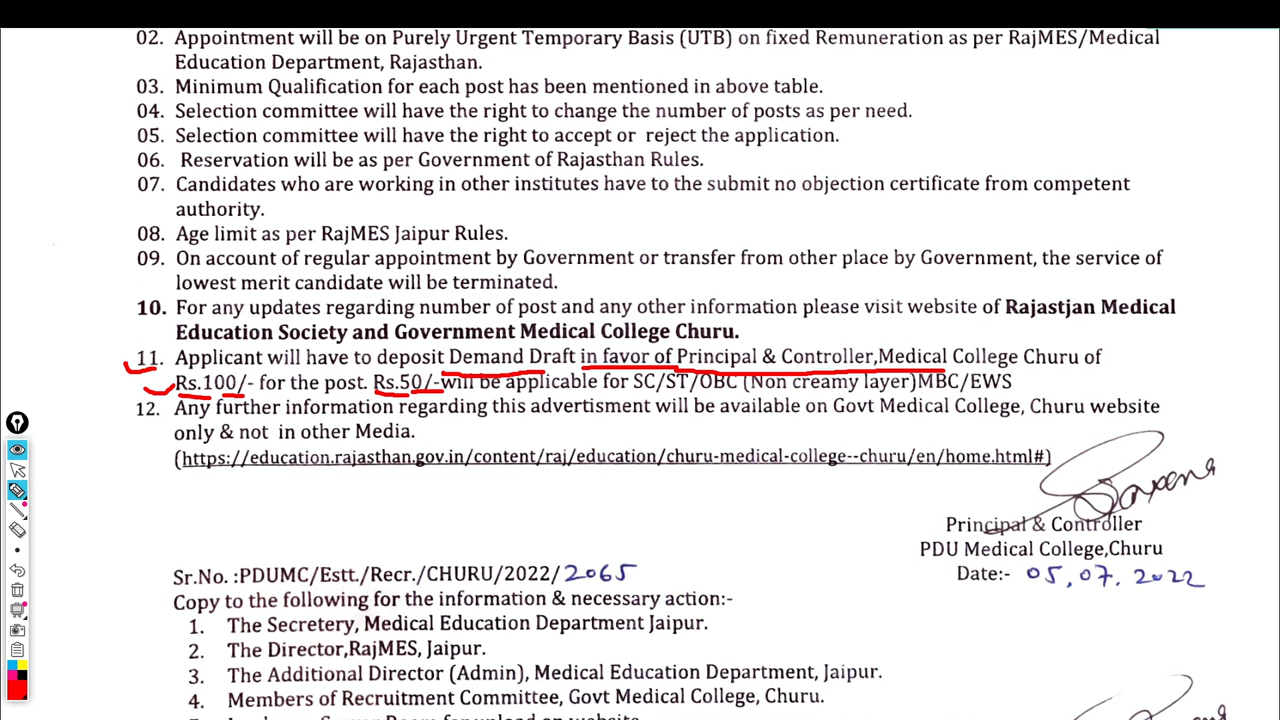 02. Appointment will be on Purely Urgent Temporary Basis (UTB) on fixed Remuneration as per RajMES/Medical
Education Department, Rajasthan.
03. Minimum Qualification for each post has been mentioned in above table.
04. Selection committee will have the right to change the number of posts as per need.
05. Selection committee will have the right to accept or reject the application.
06. Reservation will be as per Government of Rajasthan Rules.
07. Candidates who are working in other institutes have to the submit no objection certificate from competent
authority.
08. Age limit as per RajMES Jaipur Rules.
09. On account of regular appointment by Government or transfer from other place by Government, the service of
lowest merit candidate will be terminated.
10. For any updates regarding number of post and any other information please visit website of Rajastjan Medical
Education Society and Government Medical College Churu.
11. Applicant will have to deposit Demand Draft in favor of Principal & Controller,Medical College Churu of
Rs.100/- for the post. Rs.50/-will be applicable for SC/ST/OBC (Non creamy layer)MBC/EWS
12. Any further information regarding this advertisment will be available on Govt Medical College, Churu website
only & not in other Media.
(https://education.rajasthan.gov.in/content/raj/education/churu-medical-college--churu/en/home.html#)
Principal & Controller
PDU Medical College,Churu
Date:- 05.07.2022
Sr.No. :PDUMC/Estt./Recr./CHURU/2022/2065
Copy to the following for the information & necessary action:-
1. The Secretery, Medical Education Department Jaipur.
2. The Director,RajMES, Jaipur.
3. The Additional Director (Admin), Medical Education Department, Jaipur.
4. Members of Recruitment Committee, Govt Medical College, Churu.